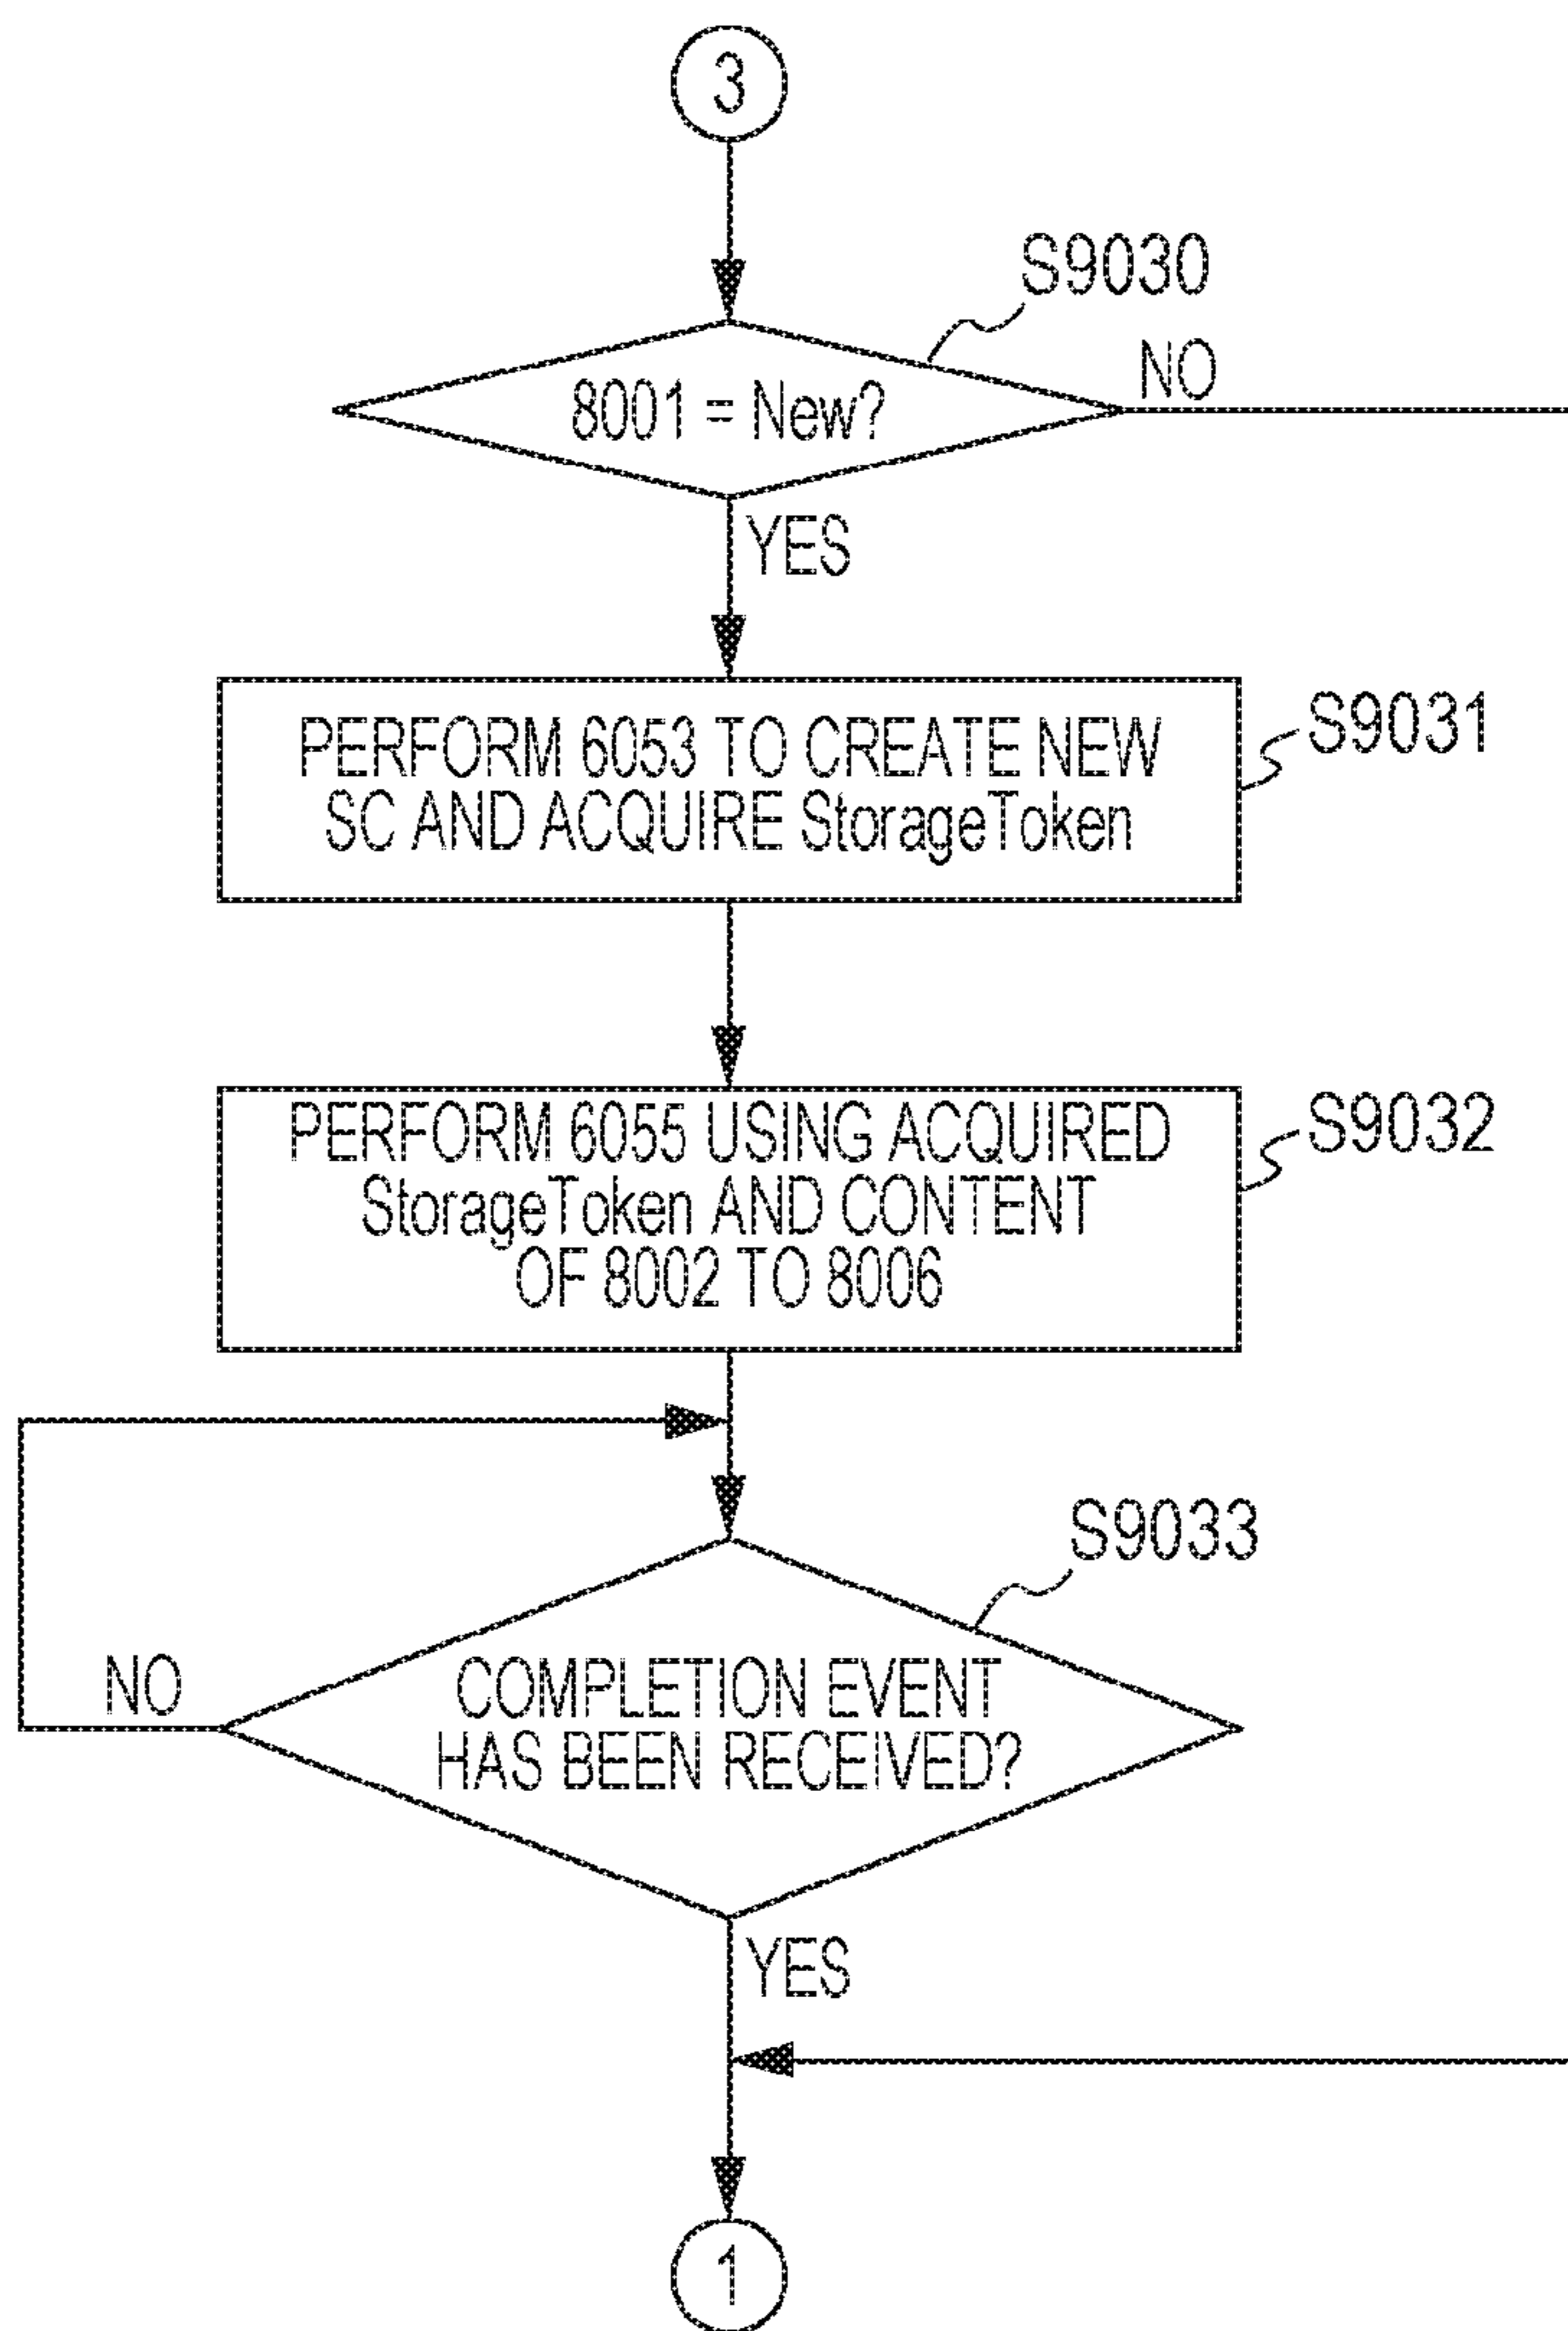 3
S9030
8001 = New?
NO
YES
PERFORM 6053 TO CREATE NEW
SC AND ACQUIRE StorageToken
S9031
PERFORM 6055 USING ACQUIRED
StorageToken AND CONTENT
OF 8002 TO 8006
S9032
S9033
NO
COMPLETION EVENT
HAS BEEN RECEIVED?
YES
1